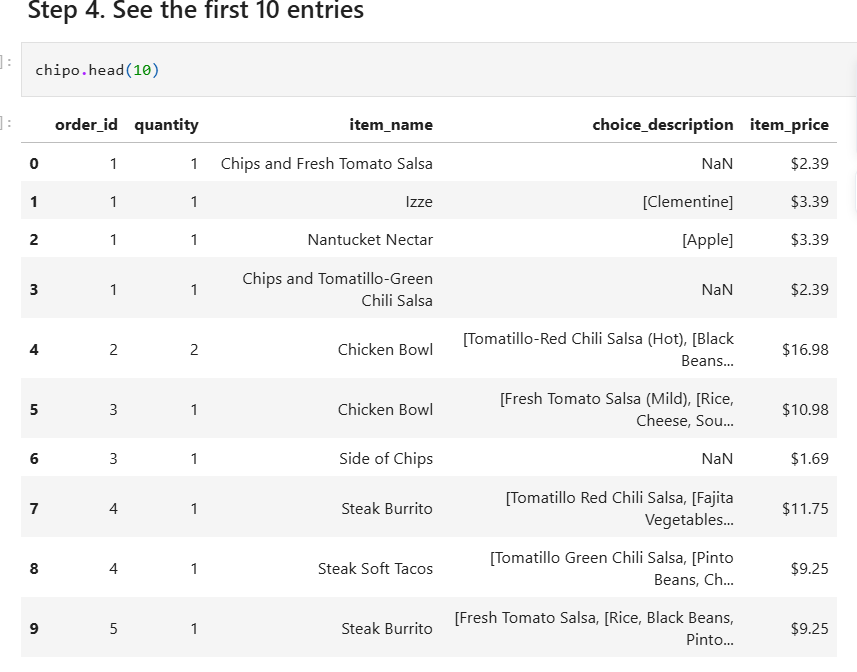 Step 4. See the first 10 entries
]:
chipo.head(10)
]:
order_id quantity item_name choice_description item_price
0 1 1 Chips and Fresh Tomato Salsa NaN $2.39
1 1 1 Izze [Clementine] $3.39
2 1 1 Nantucket Nectar [Apple] $3.39
3 1 1 Chips and Tomatillo-Green
Chili Salsa NaN $2.39
4 2 2 Chicken Bowl [Tomatillo-Red Chili Salsa (Hot), [Black
Beans... $16.98
5 3 1 Chicken Bowl [Fresh Tomato Salsa (Mild), [Rice,
Cheese, Sou... $10.98
6 3 1 Side of Chips NaN $1.69
7 4 1 Steak Burrito [Tomatillo Red Chili Salsa, [Fajita
Vegetables... $11.75
8 4 1 Steak Soft Tacos [Tomatillo Green Chili Salsa, [Pinto
Beans, Ch... $9.25
9 5 1 Steak Burrito [Fresh Tomato Salsa, [Rice, Black Beans,
Pinto... $9.25